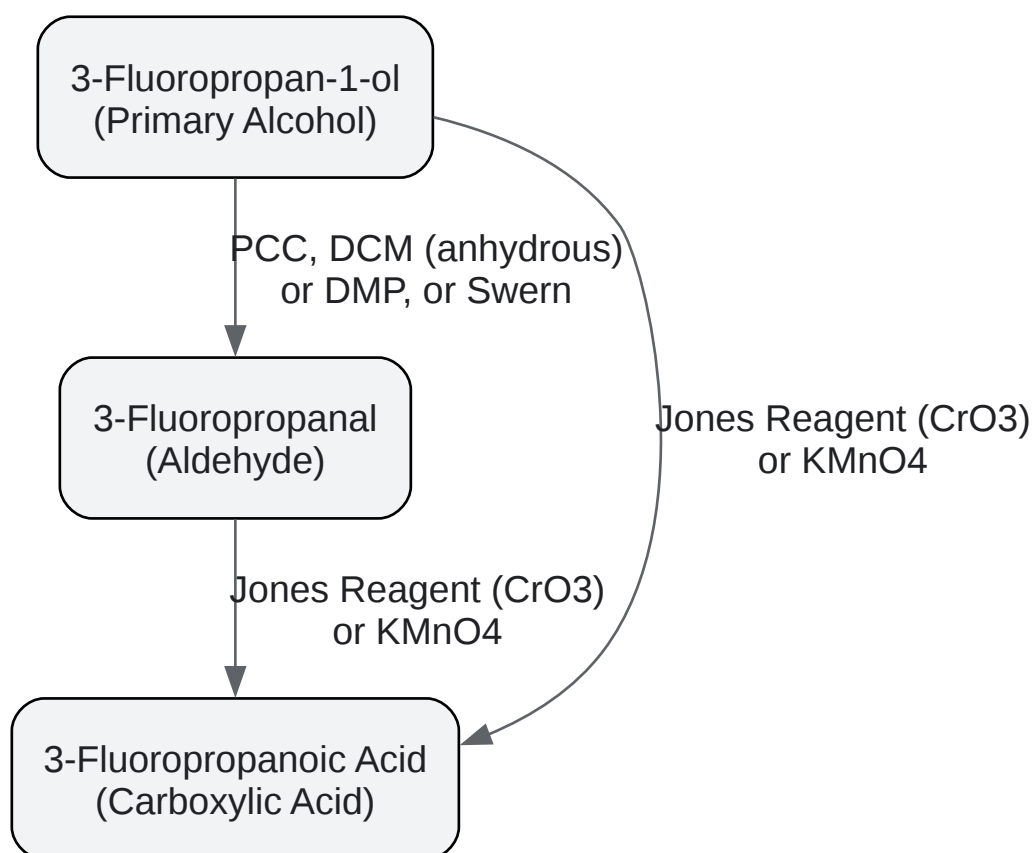 3-Fluoropropan-1-ol
(Primary Alcohol)
PCC, DCM (anhydrous)
or DMP, or Swern
3-Fluoropropanal
(Aldehyde)
Jones Reagent (CrO3)
or KMnO4
Jones Reagent (CrO3)
or KMnO4
3-Fluoropropanoic Acid
(Carboxylic Acid)